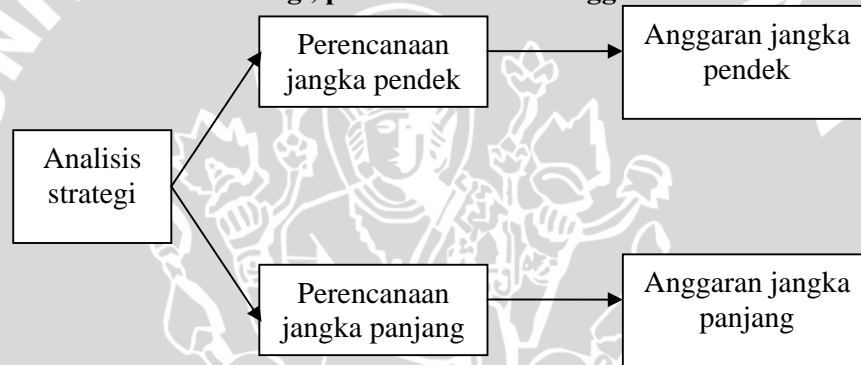 Perencanaan
jangka pendek
Anggaran jangka
pendek
Analisis
strategi
Perencanaan
jangka panjang
Anggaran jangka
panjang